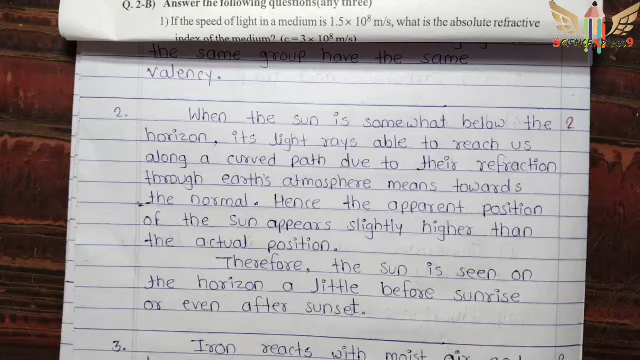 Q. 2-B) Answer the following questions(any three)
1) If the speed of light in a medium is 1.5 × 10⁸ m/s, what is the absolute refractive
index of the medium? (c = 3 × 10⁸ m/s)
the same group have the same
valency.
2. When the sun is somewhat below the 2
horizon, its light rays able to reach us
along a curved path due to their refraction
through earth's atmosphere means towards
the normal. Hence the apparent position
of the sun appears slightly higher than
the actual position.
Therefore, the sun is seen on
the horizon a little before sunrise
or even after sunset.
3. Iron reacts with moist air and